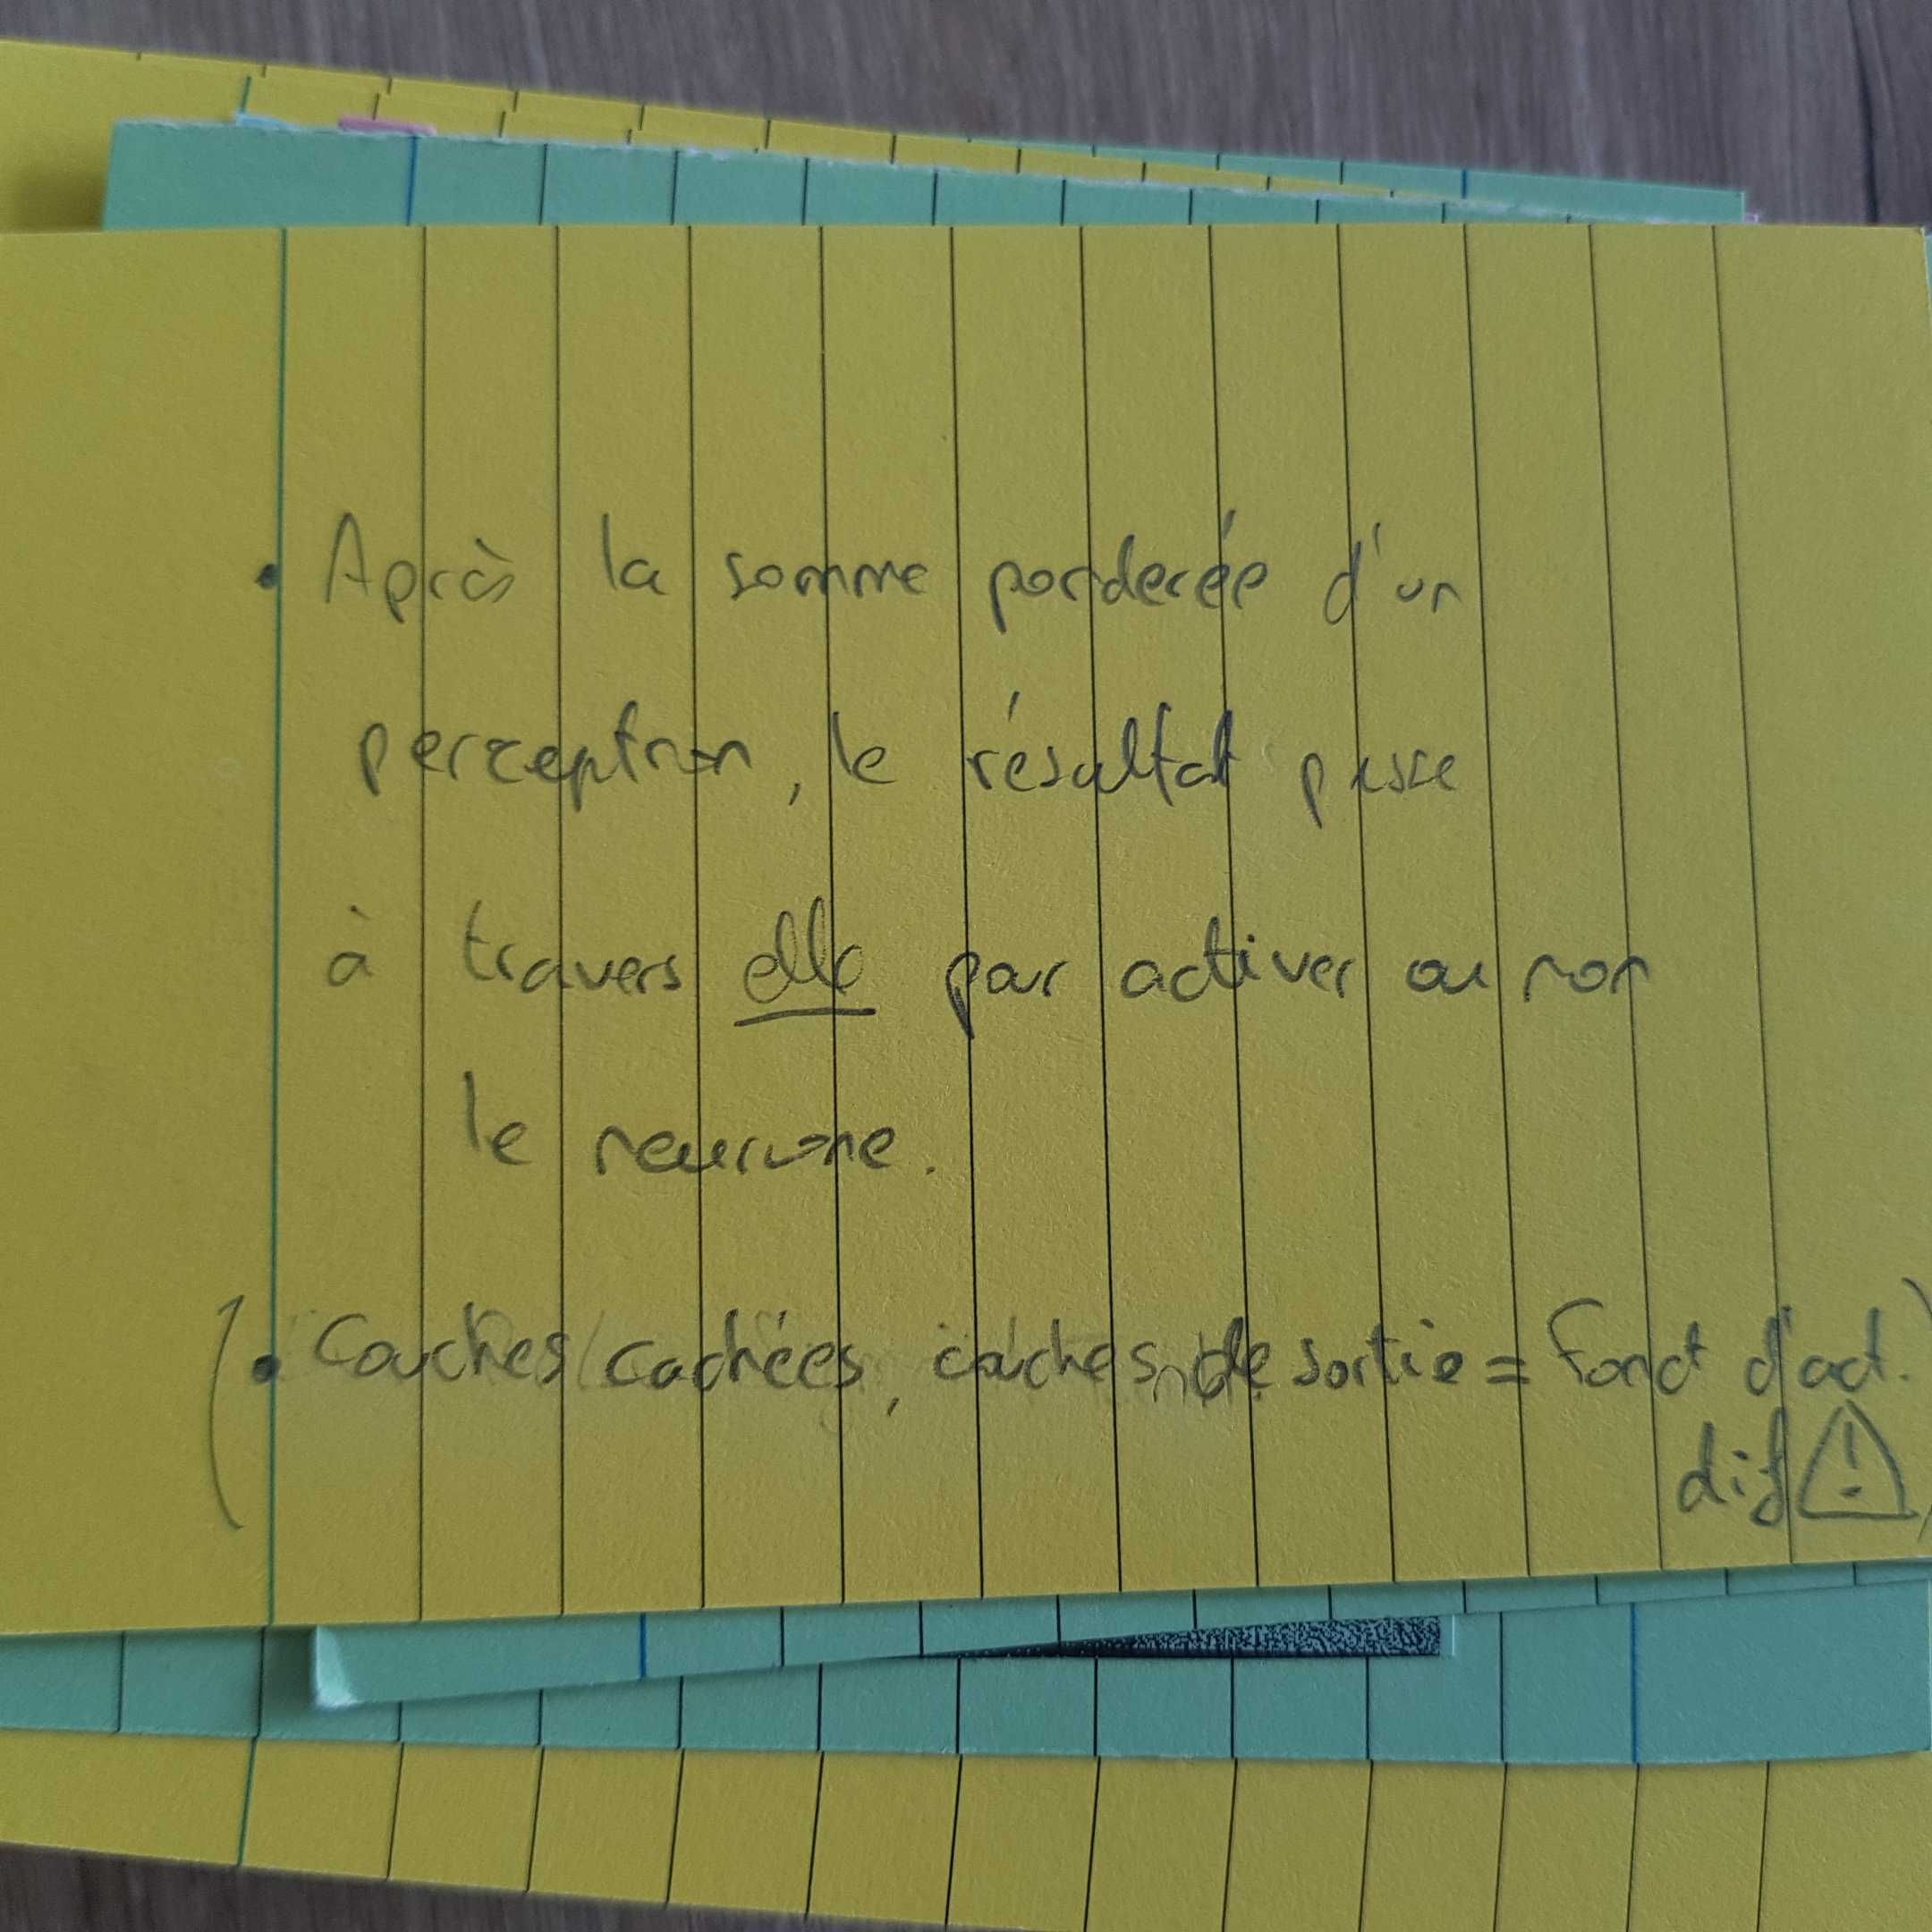 • Après la somme ponderée d'un
perceptron, le résultat passe
à travers elle pour activer ou non
le neurone.
(• Couches cachées, couches de sortie = Fonct d'act.)
dif ⚠)